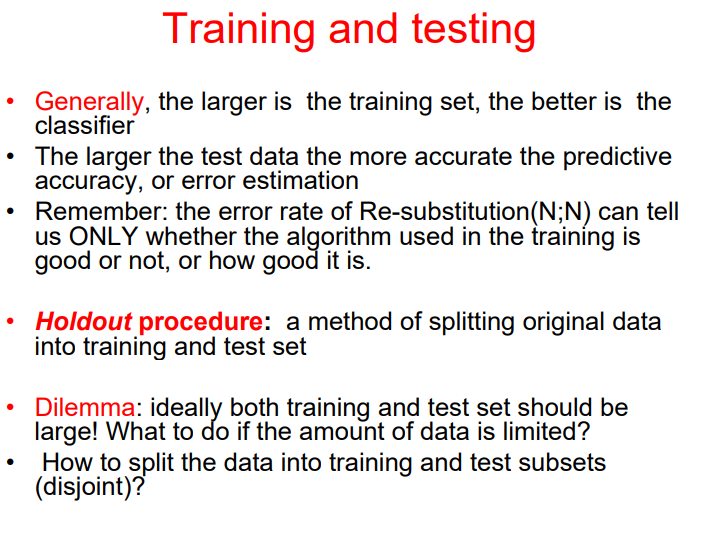 Training and testing
• Generally, the larger is the training set, the better is the
classifier
• The larger the test data the more accurate the predictive
accuracy, or error estimation
• Remember: the error rate of Re-substitution(N;N) can tell
us ONLY whether the algorithm used in the training is
good or not, or how good it is.
• Holdout procedure: a method of splitting original data
into training and test set
• Dilemma: ideally both training and test set should be
large! What to do if the amount of data is limited?
• How to split the data into training and test subsets
(disjoint)?